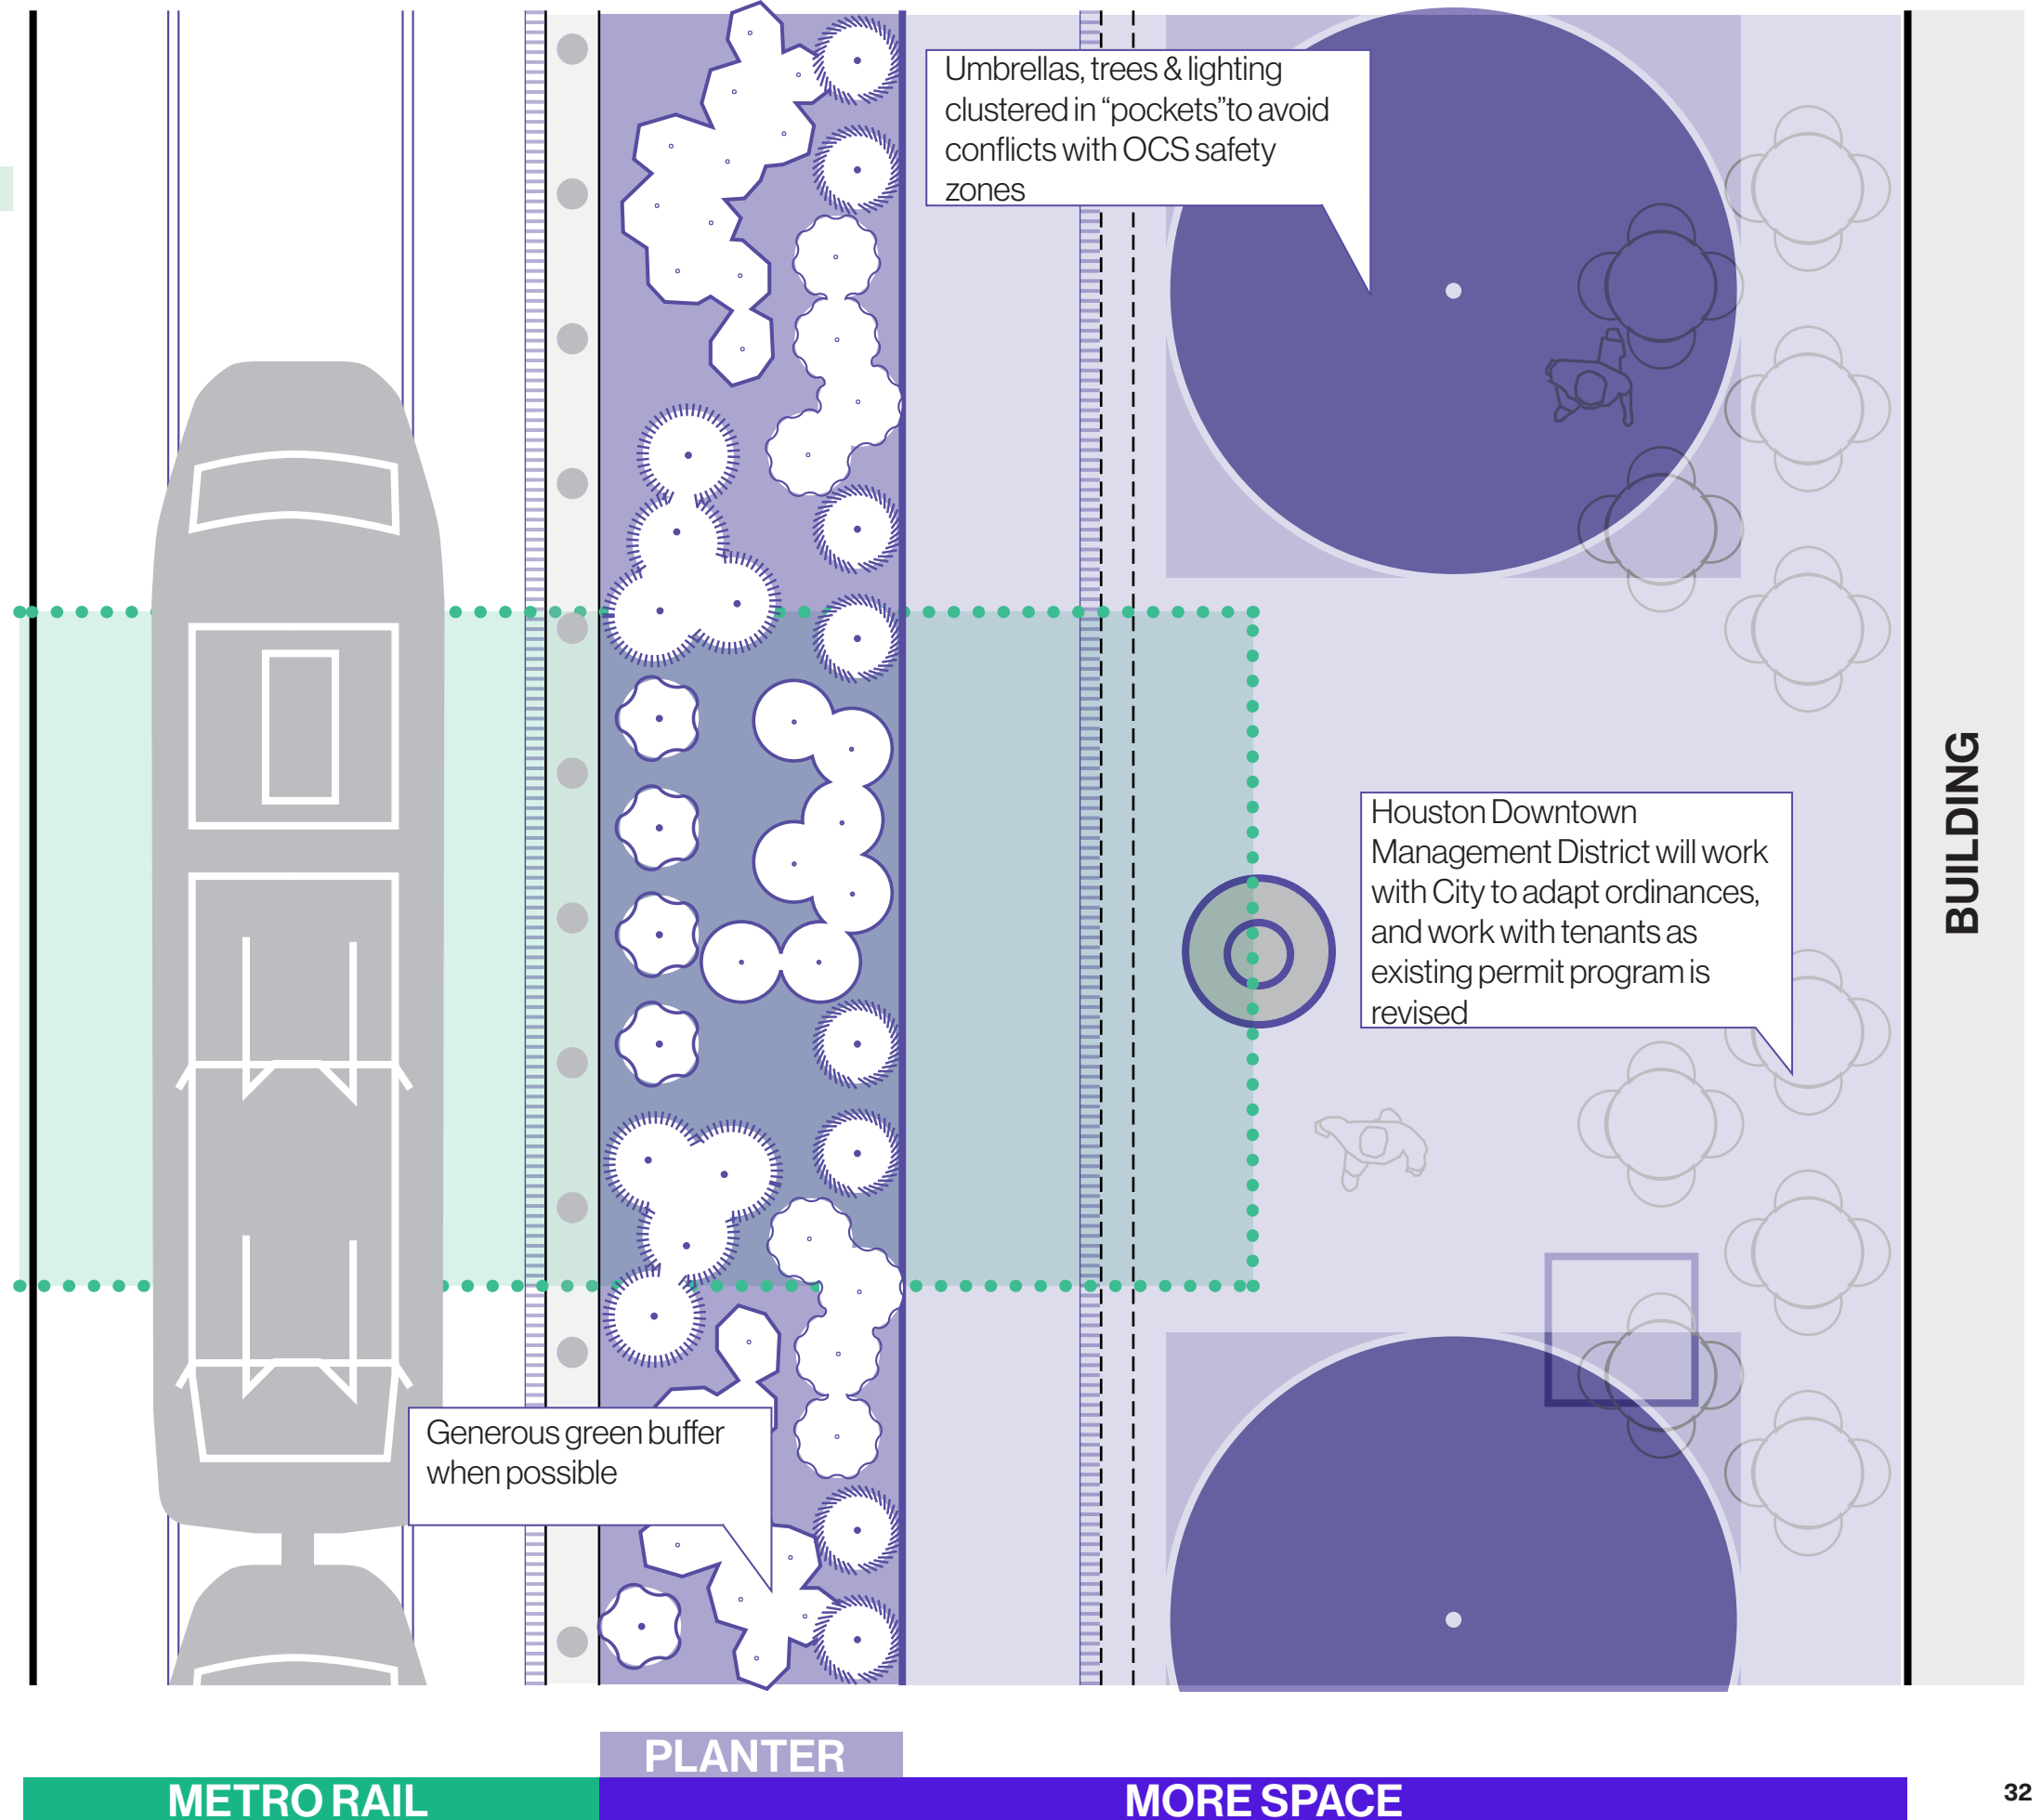 Umbrellas, trees & lighting
clustered in “pockets”to avoid
conflicts with OCS safety
zones
Houston Downtown
Management District will work
with City to adapt ordinances,
and work with tenants as
existing permit program is
revised
BUILDING
Generous green buffer
when possible
PLANTER
METRO RAIL
MORE SPACE
32